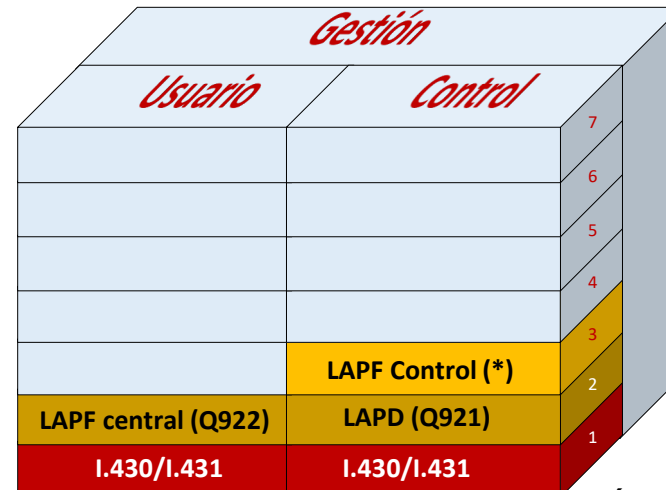 Gestión
Usuario
Control
7
6
5
4
3
LAPF Control (*)
2
LAPF central (Q922)
LAPD (Q921)
1
I.430/I.431
I.430/I.431